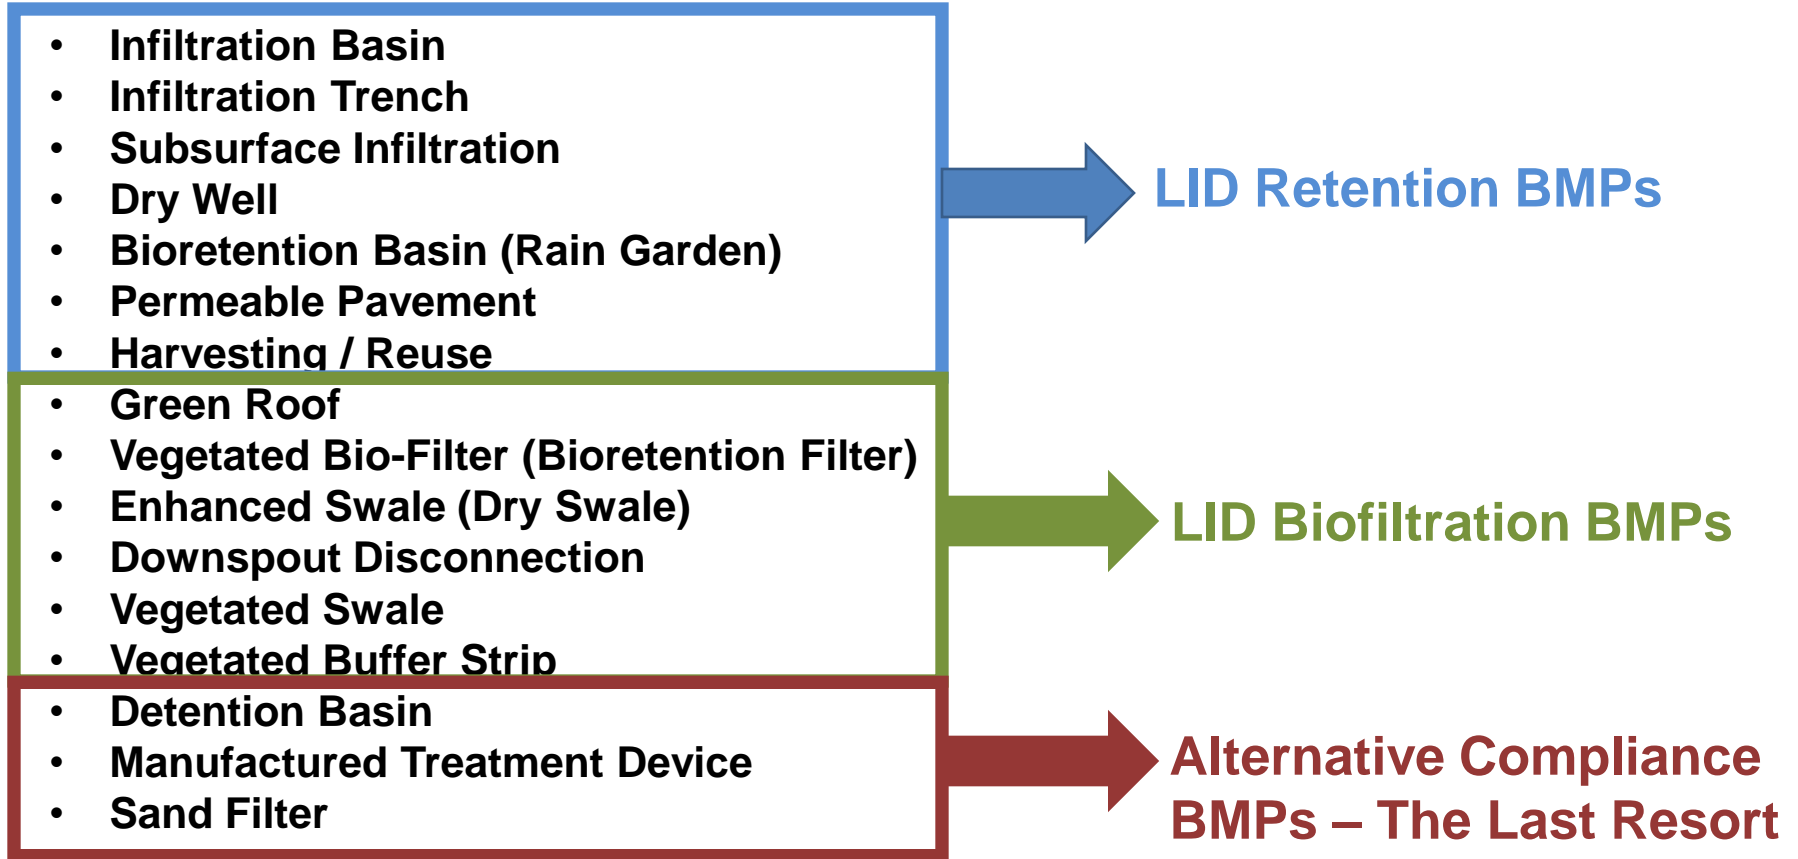 • Infiltration Basin
• Infiltration Trench
• Subsurface Infiltration
• Dry Well
• Bioretention Basin (Rain Garden)
• Permeable Pavement
• Harvesting / Reuse
LID Retention BMPs
• Green Roof
• Vegetated Bio-Filter (Bioretention Filter)
• Enhanced Swale (Dry Swale)
• Downspout Disconnection
• Vegetated Swale
• Vegetated Buffer Strip
LID Biofiltration BMPs
• Detention Basin
• Manufactured Treatment Device
• Sand Filter
Alternative Compliance
BMPs – The Last Resort